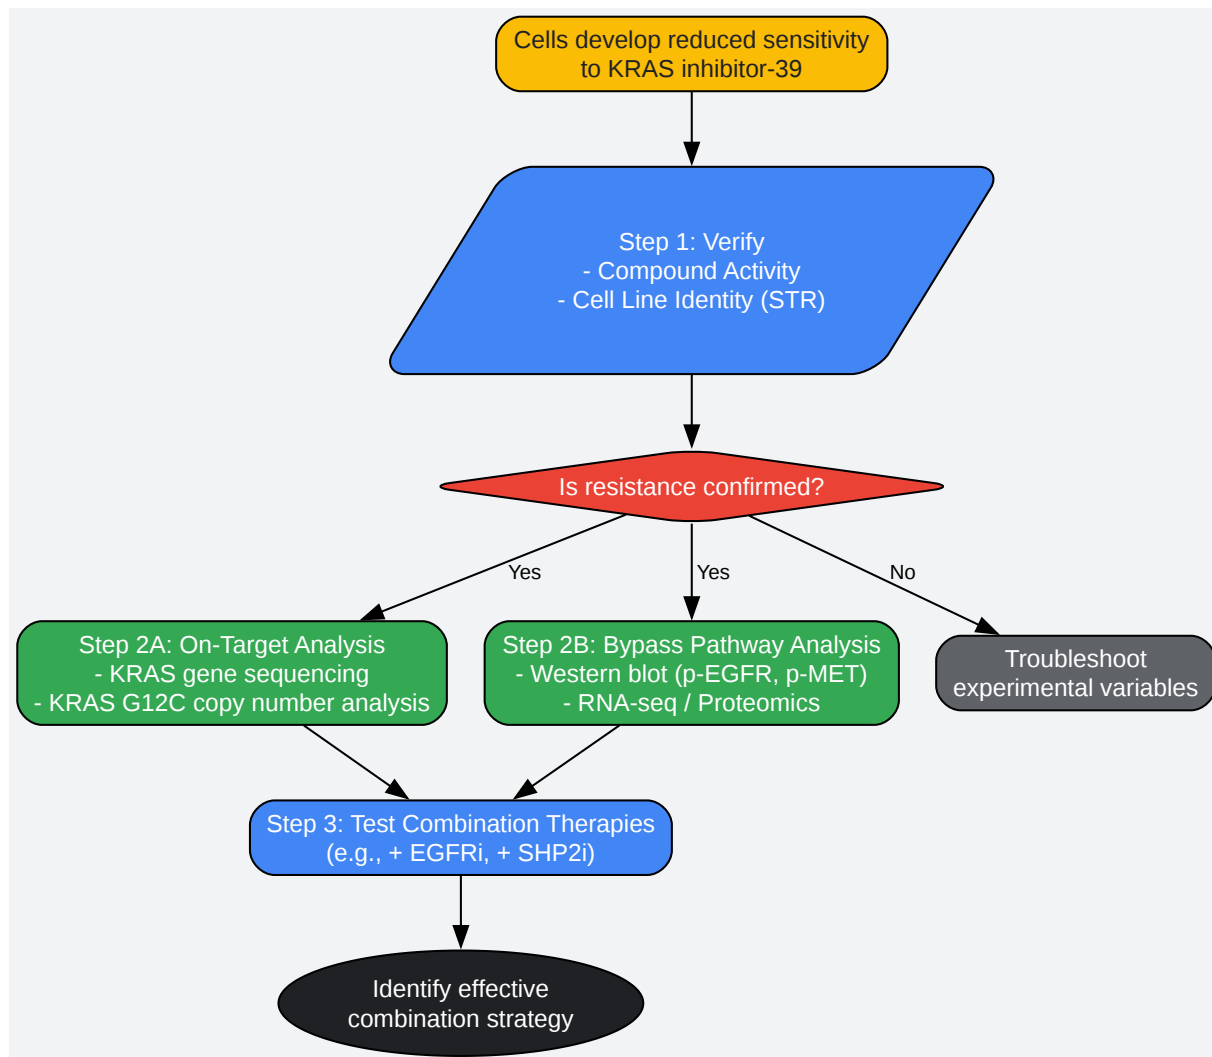 Cells develop reduced sensitivity
to KRAS inhibitor-39
Step 1: Verify
- Compound Activity
- Cell Line Identity (STR)
Is resistance confirmed?
Yes
Yes
No
Step 2A: On-Target Analysis
- KRAS gene sequencing
- KRAS G12C copy number analysis
Step 2B: Bypass Pathway Analysis
- Western blot (p-EGFR, p-MET)
- RNA-seq / Proteomics
Troubleshoot
experimental variables
Step 3: Test Combination Therapies
(e.g., + EGFRi, + SHP2i)
Identify effective
combination strategy